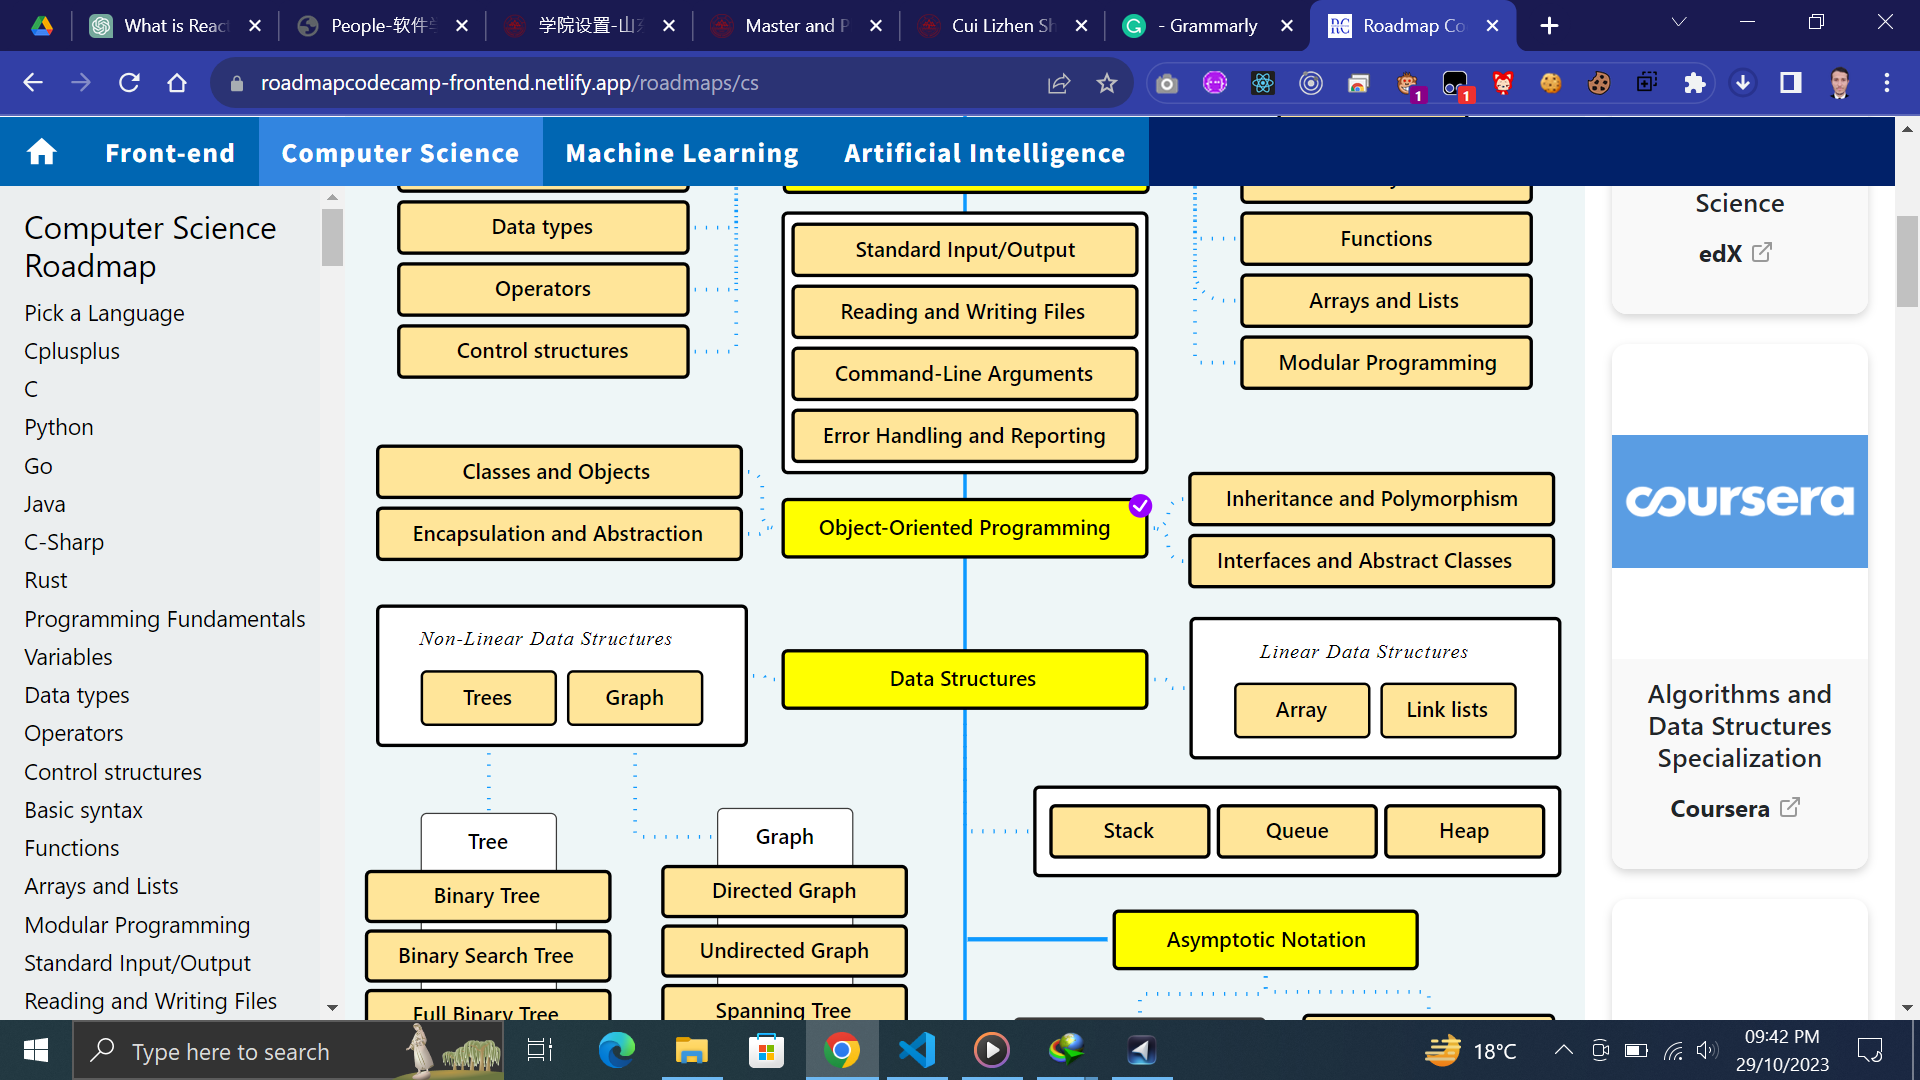 What is Reac
People-软件学
学院设置-山东
Master and P
Cui Lizhen Sh
- Grammarly
Roadmap Co
roadmapcodecamp-frontend.netlify.app/roadmaps/cs
1
1
Front-end
Computer Science
Machine Learning
Artificial Intelligence
Computer Science
Roadmap
Pick a Language
Cplusplus
C
Python
Go
Java
C-Sharp
Rust
Programming Fundamentals
Variables
Data types
Operators
Control structures
Basic syntax
Functions
Arrays and Lists
Modular Programming
Standard Input/Output
Reading and Writing Files
Data types
Operators
Control structures
Standard Input/Output
Reading and Writing Files
Command-Line Arguments
Error Handling and Reporting
Functions
Arrays and Lists
Modular Programming
Classes and Objects
Encapsulation and Abstraction
Object-Oriented Programming
Inheritance and Polymorphism
Interfaces and Abstract Classes
Non-Linear Data Structures
Trees
Graph
Data Structures
Linear Data Structures
Array
Link lists
Stack
Queue
Heap
Tree
Binary Tree
Binary Search Tree
Full Binary Tree
Graph
Directed Graph
Undirected Graph
Spanning Tree
Asymptotic Notation
Science
edX
coursera
Algorithms and
Data Structures
Specialization
Coursera
Type here to search
18°C
09:42 PM
29/10/2023